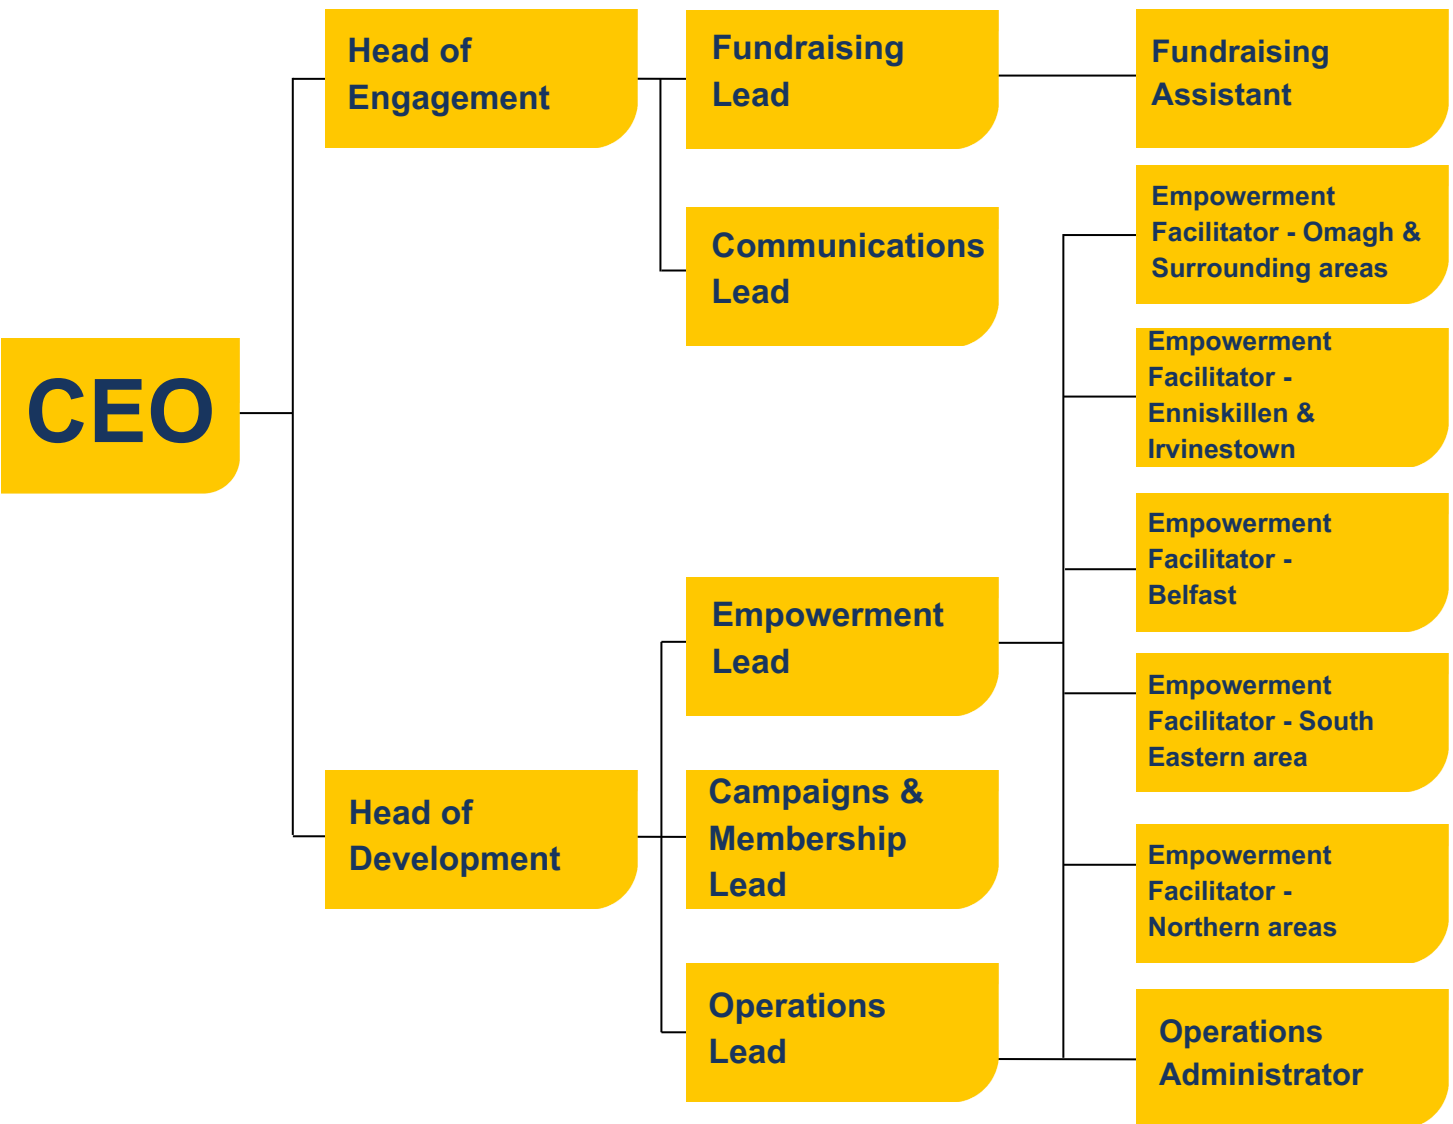 CEO
Head of
Engagement
Head of
Development
Fundraising
Lead
Communications
Lead
Empowerment
Lead
Campaigns &
Membership
Lead
Operations
Lead
Fundraising
Assistant
Empowerment
Facilitator - Omagh &
Surrounding areas
Empowerment
Facilitator -
Enniskillen &
Irvinestown
Empowerment
Facilitator -
Belfast
Empowerment
Facilitator - South
Eastern area
Empowerment
Facilitator -
Northern areas
Operations
Administrator